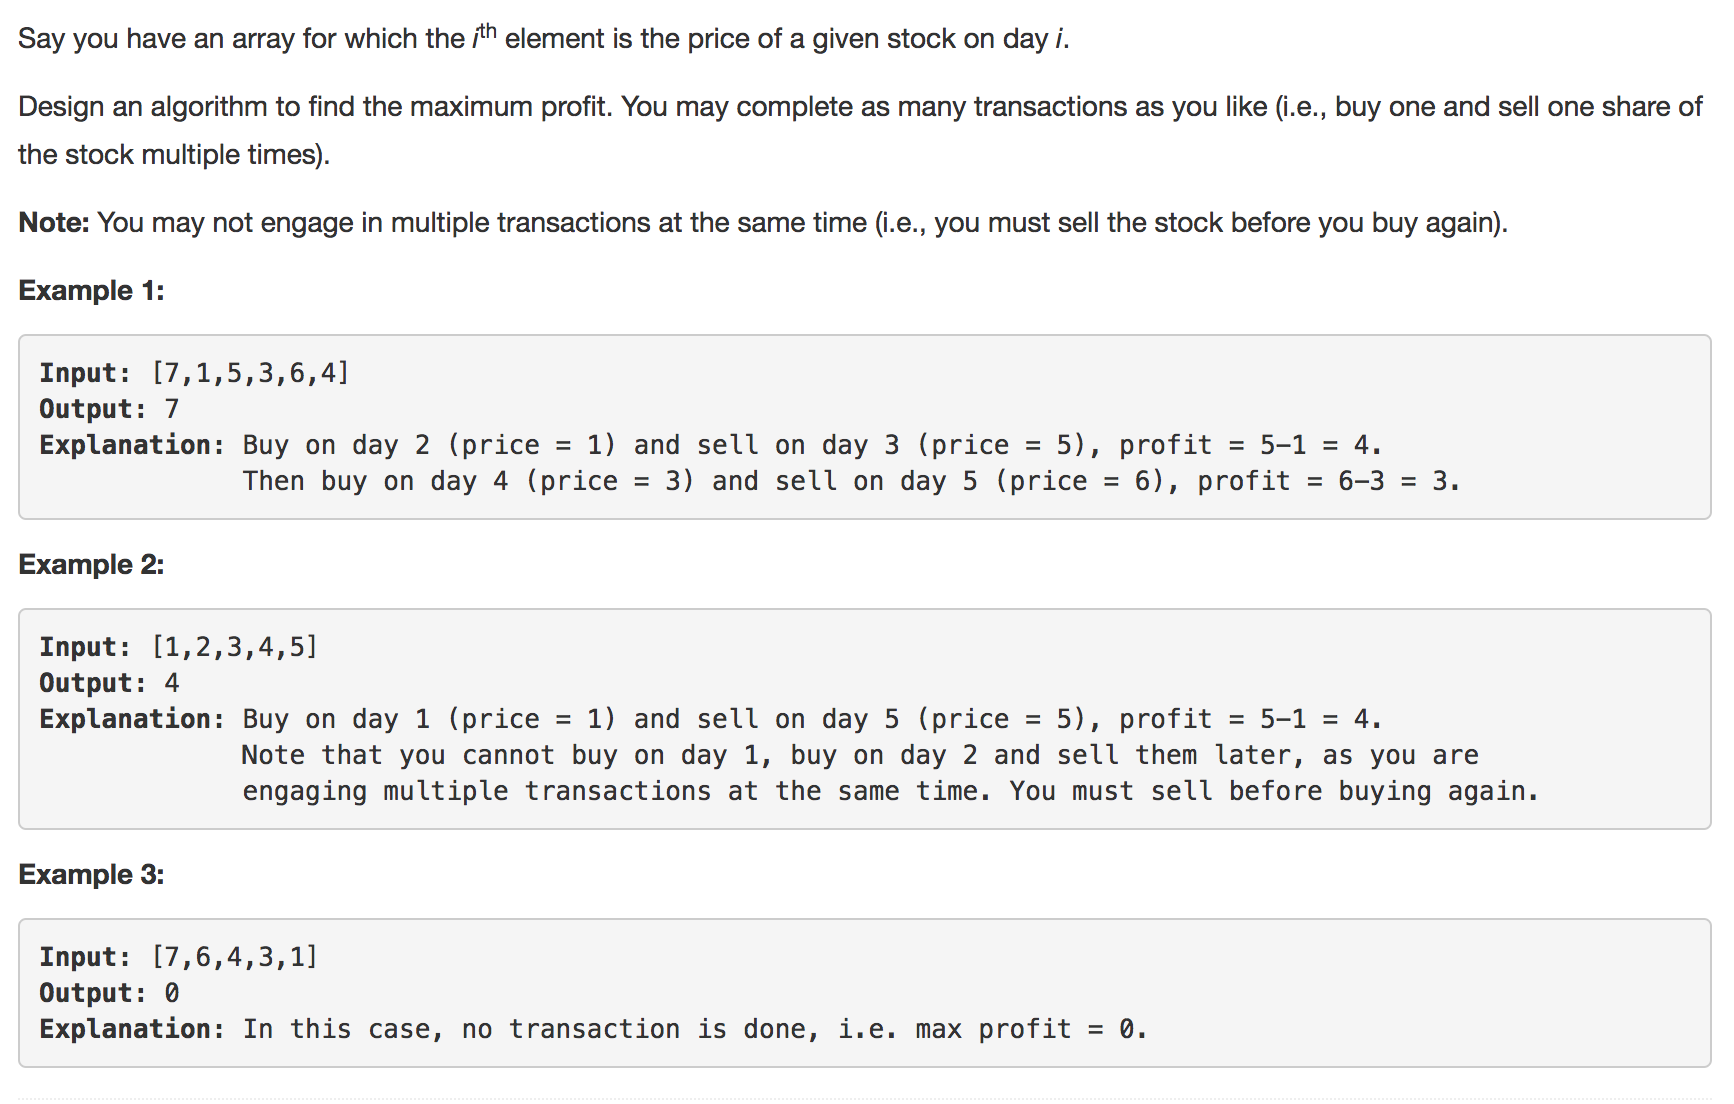 Say you have an array for which the ith element is the price of a given stock on day i.
Design an algorithm to find the maximum profit. You may complete as many transactions as you like (i.e., buy one and sell one share of
the stock multiple times).
Note: You may not engage in multiple transactions at the same time (i.e., you must sell the stock before you buy again).
Example 1:
Input: [7,1,5,3,6,4]
Output: 7
Explanation: Buy on day 2 (price = 1) and sell on day 3 (price = 5), profit = 5-1 = 4.
Then buy on day 4 (price = 3) and sell on day 5 (price = 6), profit = 6-3 = 3.
Example 2:
Input: [1,2,3,4,5]
Output: 4
Explanation: Buy on day 1 (price = 1) and sell on day 5 (price = 5), profit = 5-1 = 4.
Note that you cannot buy on day 1, buy on day 2 and sell them later, as you are
engaging multiple transactions at the same time. You must sell before buying again.
Example 3:
Input: [7,6,4,3,1]
Output: 0
Explanation: In this case, no transaction is done, i.e. max profit = 0.